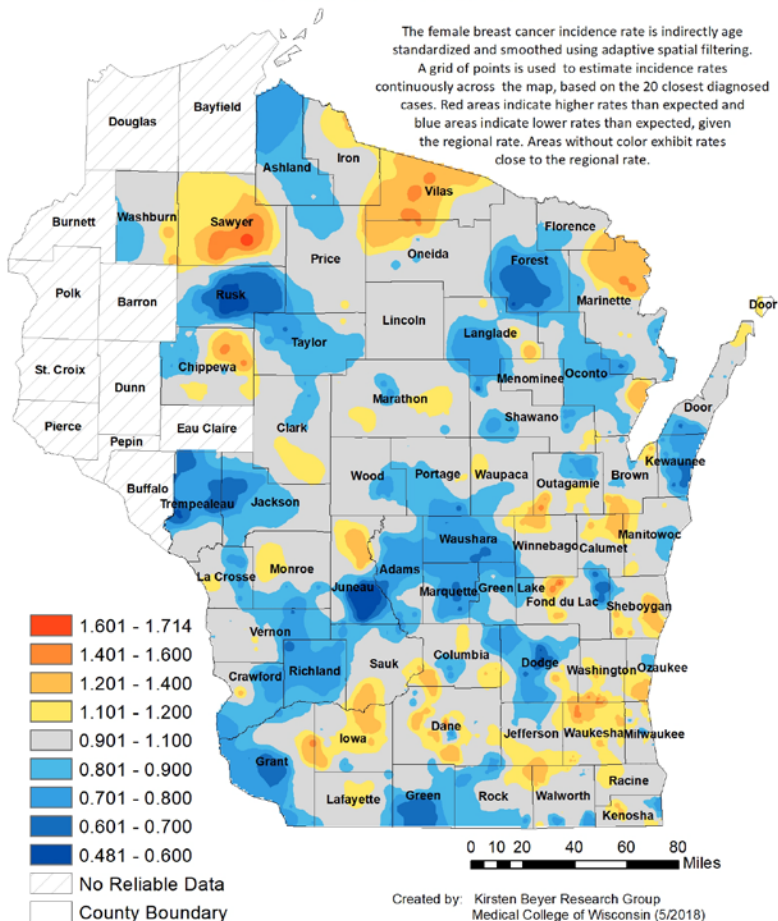 The female breast cancer incidence rate is indirectly age
standardized and smoothed using adaptive spatial filtering.
A grid of points is used to estimate incidence rates
continuously across the map, based on the 20 closest diagnosed
cases. Red areas indicate higher rates than expected and
blue areas indicate lower rates than expected, given
the regional rate. Areas without color exhibit rates
close to the regional rate.
Douglas
Bayfield
Ashland
Iron
Vilas
Burnett
Washburn
Sawyer
Price
Oneida
Florence
Forest
Marinette
Polk
Barron
Rusk
Taylor
Lincoln
Langlade
Door
St. Croix
Dunn
Chippewa
Marathon
Menominee
Oconto
Pierce
Pepin
Eau Claire
Clark
Shawano
Door
Kewaunee
Buffalo
Trempealeau
Jackson
Wood
Portage
Waupaca
Outagamie
Brown
La Crosse
Monroe
Juneau
Adams
Waushara
Winnebago
Calumet
Manitowoc
Marquette
Green Lake
Fond du Lac
Sheboygan
Vernon
Crawford
Richland
Sauk
Columbia
Dodge
Washington
Ozaukee
Grant
Iowa
Dane
Jefferson
Waukesha
Milwaukee
Lafayette
Green
Rock
Walworth
Racine
Kenosha
1.601 - 1.714
1.401 - 1.600
1.201 - 1.400
1.101 - 1.200
0.901 - 1.100
0.801 - 0.900
0.701 - 0.800
0.601 - 0.700
0.481 - 0.600
No Reliable Data
County Boundary
0 10 20 40 60 80
Miles
Created by: Kirsten Beyer Research Group
Medical College of Wisconsin (5/2018)